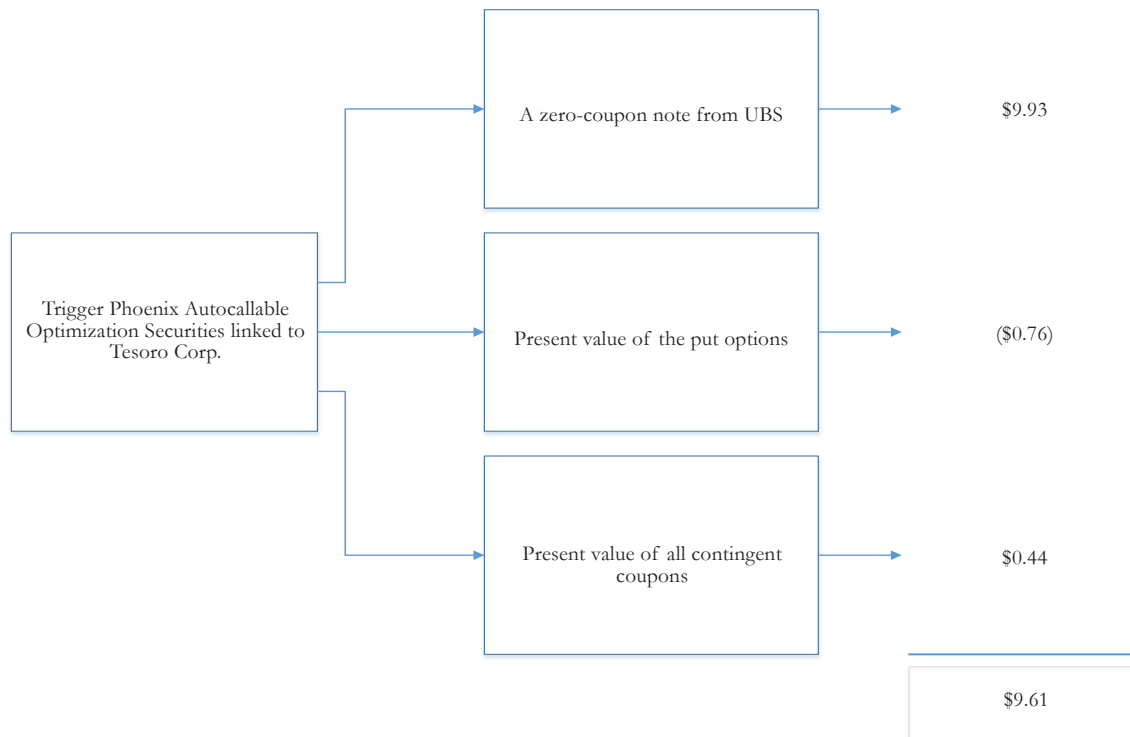 A zero-coupon note from UBS
$9.93
Trigger Phoenix Autocallable
Optimization Securities linked to
Tesoro Corp.
Present value of the put options
($0.76)
Present value of all contingent
coupons
$0.44
$9.61